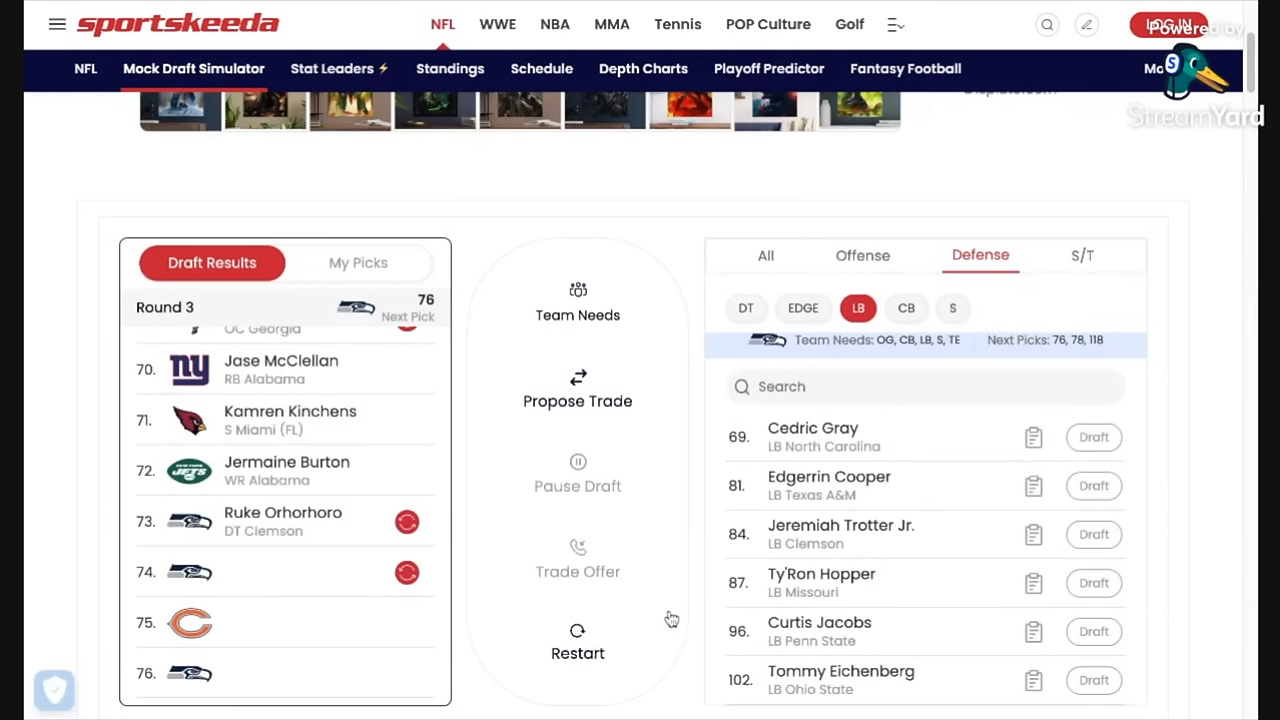 sportskeeda
NFL
WWE
NBA
MMA
Tennis
POP Culture
Golf
LOG IN
Powered by
StreamYard
NFL
Mock Draft Simulator
Stat Leaders⚡
Standings
Schedule
Depth Charts
Playoff Predictor
Fantasy Football
Draft Results
My Picks
Round 3
76
Next Pick
OC Georgia
70.
Jase McClellan
RB Alabama
71.
Kamren Kinchens
S Miami (FL)
72.
Jermaine Burton
WR Alabama
73.
Ruke Orhorhoro
DT Clemson
74.
75.
76.
Team Needs
Propose Trade
Pause Draft
Trade Offer
Restart
All
Offense
Defense
S/T
DT
EDGE
LB
CB
S
Team Needs: OG, CB, LB, S, TE
Next Picks: 76, 78, 118
Search
69.
Cedric Gray
LB North Carolina
Draft
81.
Edgerrin Cooper
LB Texas A&M
Draft
84.
Jeremiah Trotter Jr.
LB Clemson
Draft
87.
Ty'Ron Hopper
LB Missouri
Draft
96.
Curtis Jacobs
LB Penn State
Draft
102.
Tommy Eichenberg
LB Ohio State
Draft